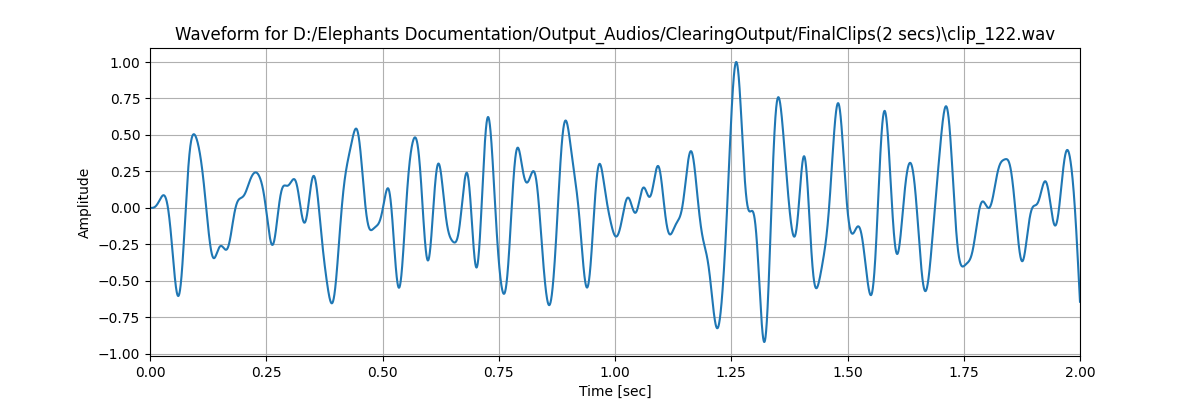 Waveform for D:/Elephants Documentation/Output_Audios/ClearingOutput/FinalClips(2 secs)\clip_122.wav
1.00
0.75
0.50
0.25
0.00
−0.25
−0.50
−0.75
−1.00
Amplitude
0.00 0.25 0.50 0.75 1.00 1.25 1.50 1.75 2.00
Time [sec]